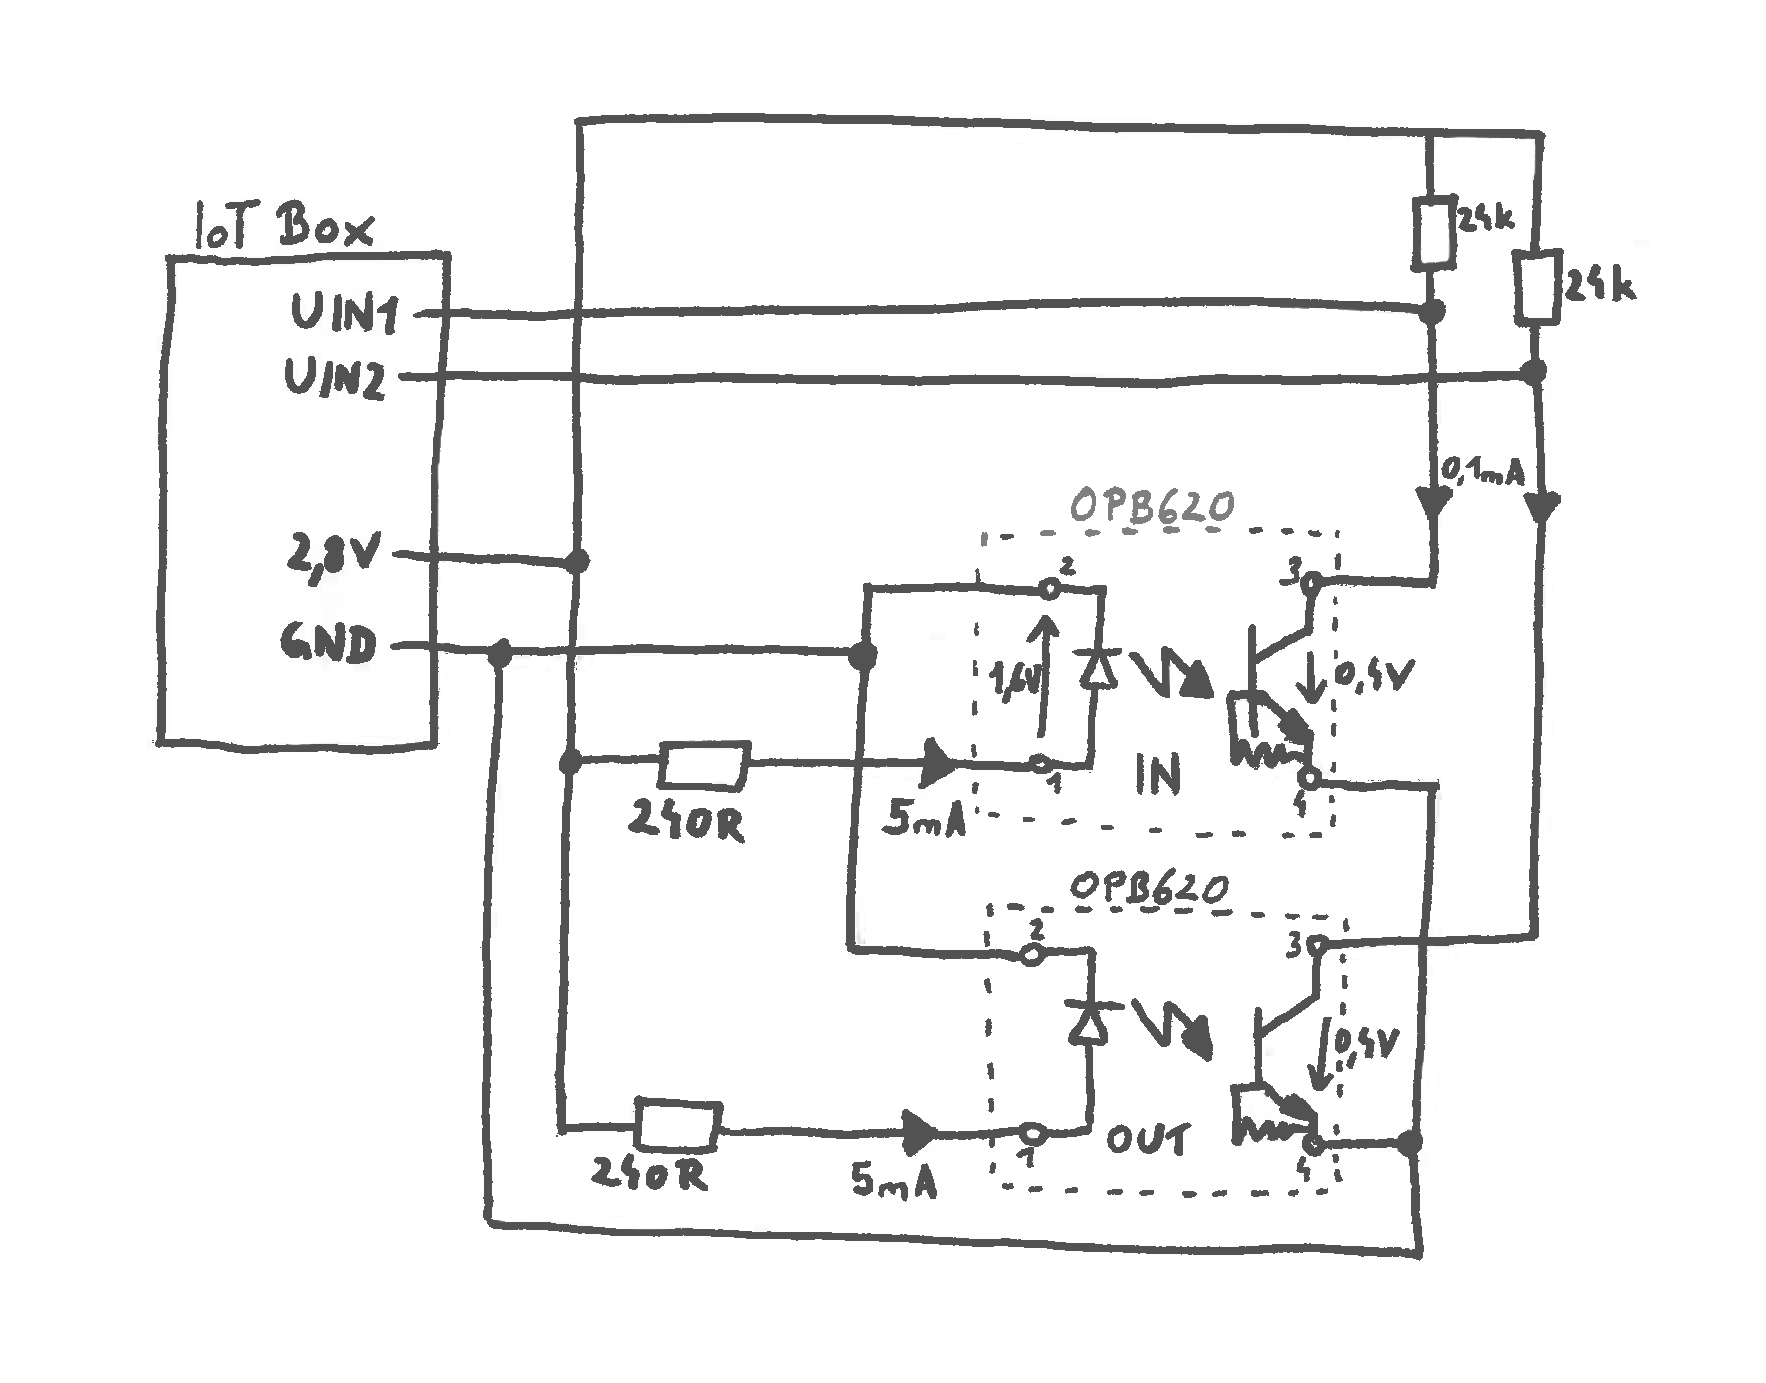 IoT Box
24k
24k
UIN1
UIN2
0,1mA
OPB620
2,8V
2
3
GND
1,6V
0,4V
1
IN
4
240R
5mA
OPB620
2
3
0,4V
OUT
1
4
240R
5mA